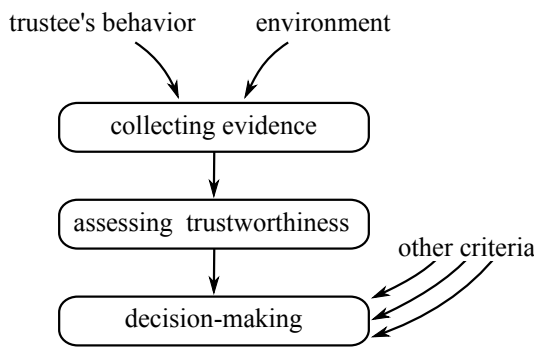 trustee's behavior
environment
collecting evidence
assessing trustworthiness
other criteria
decision-making